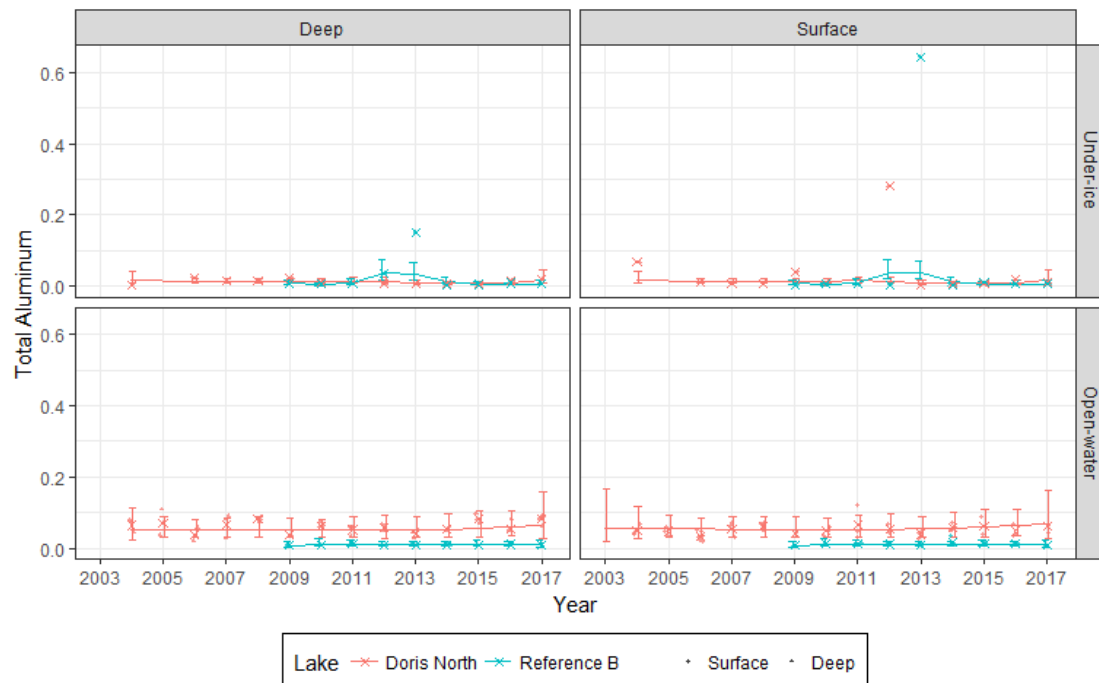 Deep Surface
0.6
0.4
0.2
0.0
Under-ice
Total Aluminum
0.6
0.4
0.2
0.0
Open-water
2003 2005 2007 2009 2011 2013 2015 2017 2003 2005 2007 2009 2011 2013 2015 2017
Year
Lake Doris North Reference B Surface Deep